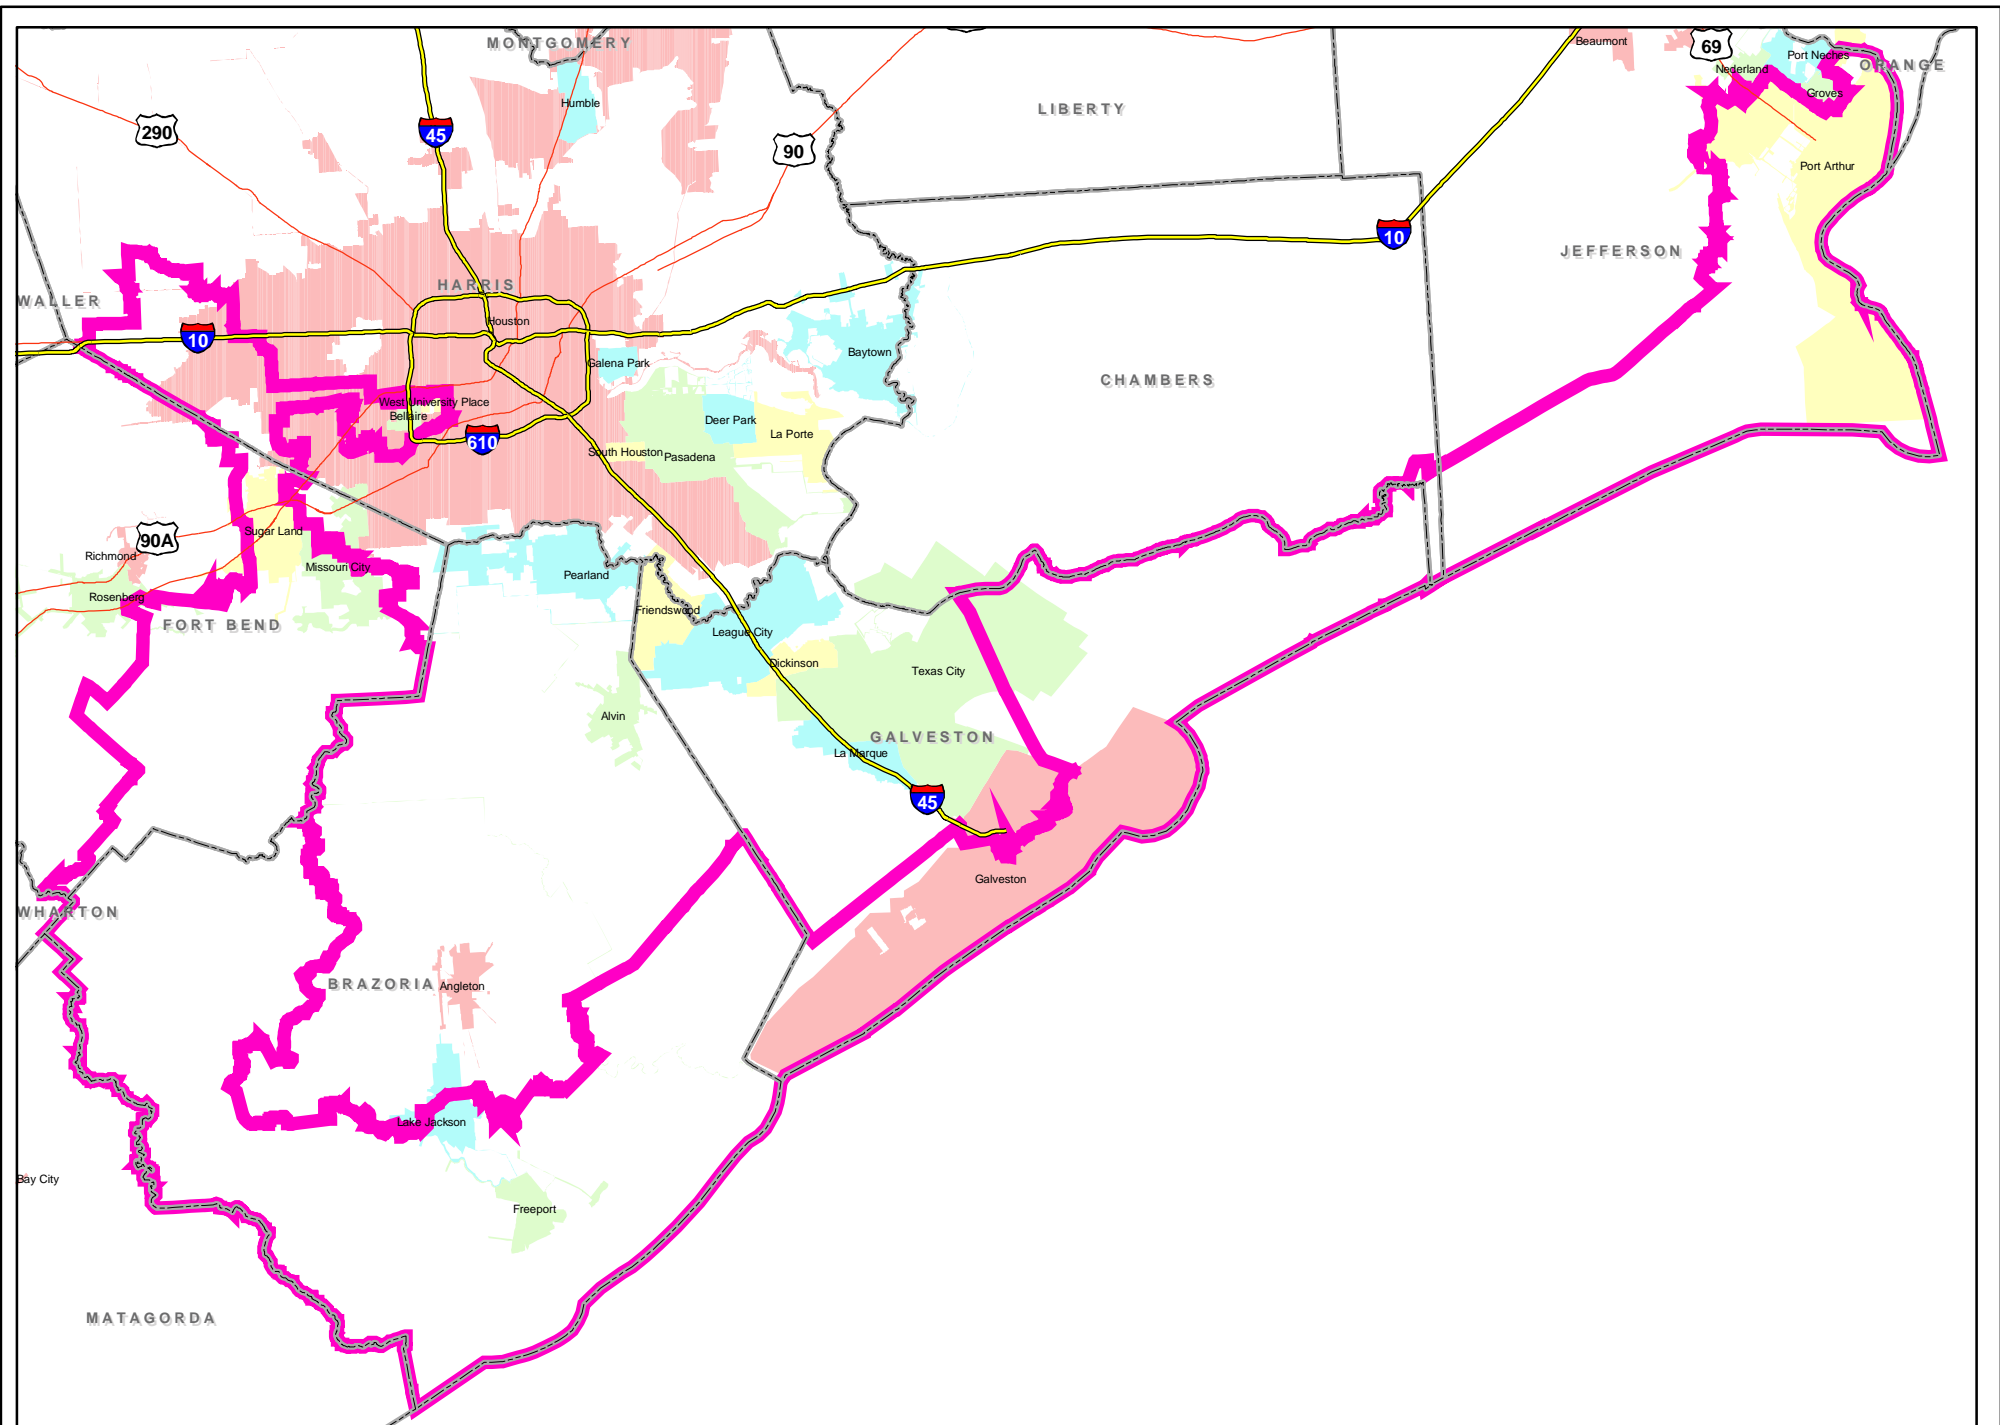 MONTGOMERY
Beaumont
69
Port Neches
ORANGE
Nederland
Groves
Humble
LIBERTY
290
45
90
Port Arthur
10
JEFFERSON
HARRIS
WALLER
Houston
10
Galena Park
Baytown
CHAMBERS
West University Place
Bellaire
Deer Park
La Porte
610
South Houston
Pasadena
Sugar Land
90A
Richmond
Missouri City
Pearland
Rosenberg
Friendswood
FORT BEND
League City
Dickinson
Texas City
Alvin
GALVESTON
La Marque
45
Galveston
WHARTON
BRAZORIA
Angleton
Lake Jackson
Bay City
Freeport
MATAGORDA